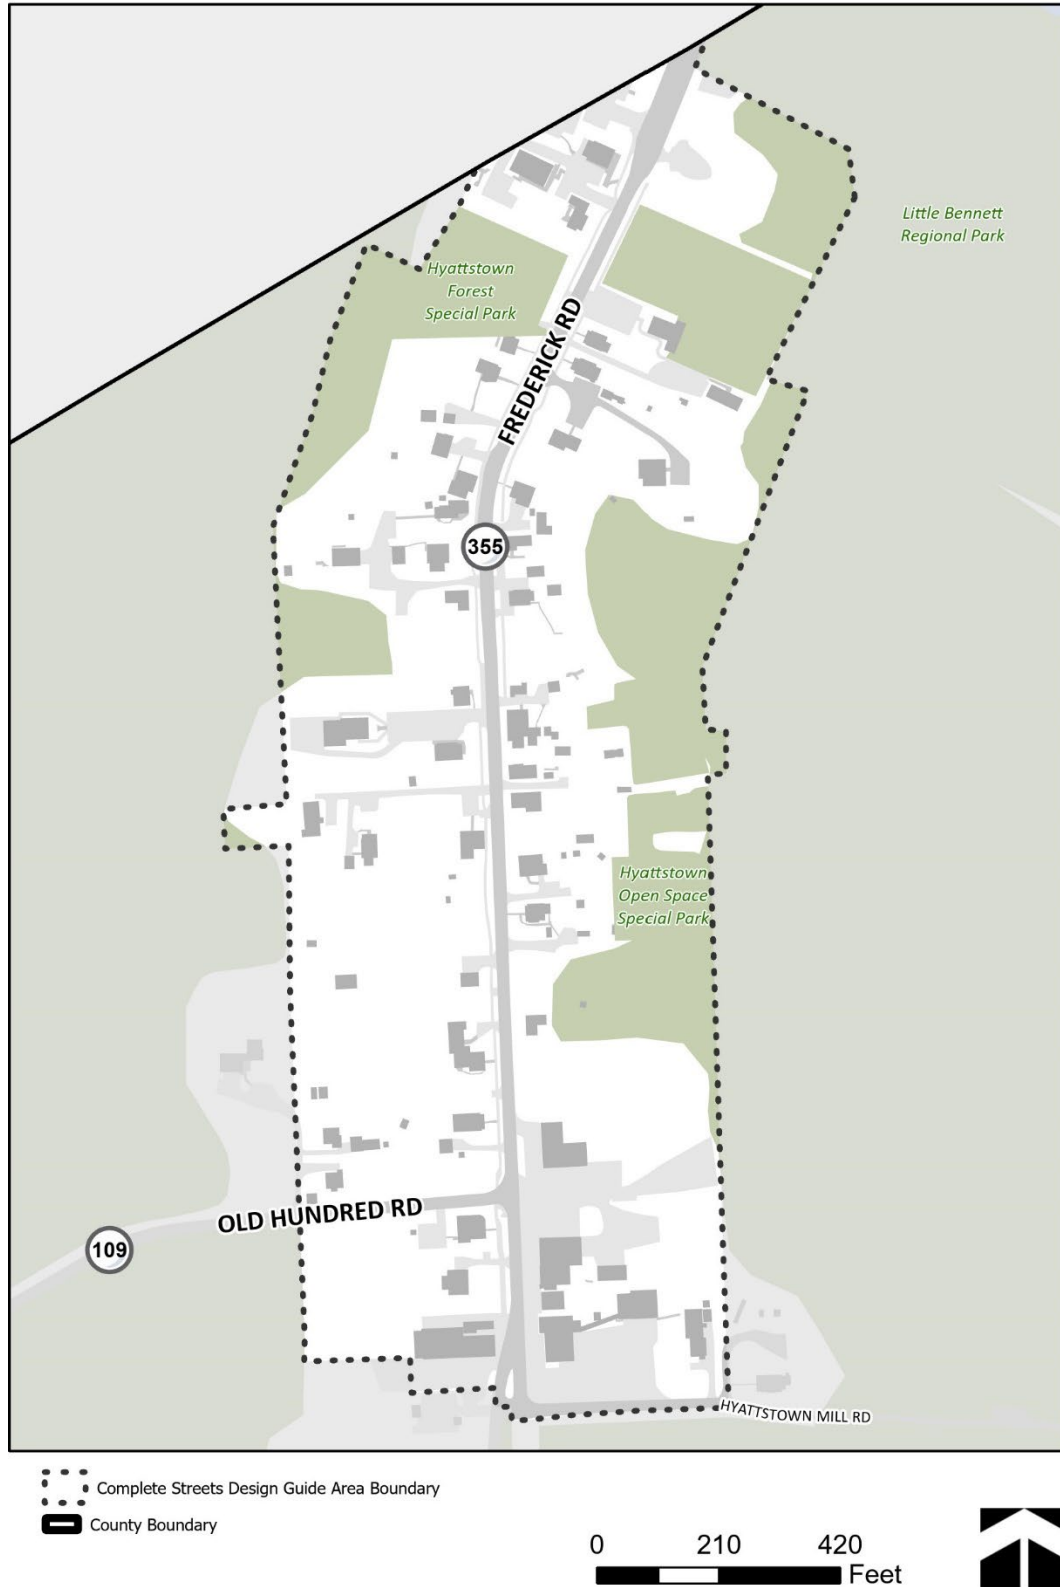 Little Bennett
Regional Park
Hyattstown
Forest
Special Park
FREDERICK RD
355
Hyattstown
Open Space
Special Park
OLD HUNDRED RD
109
HYATTSTOWN MILL RD
Complete Streets Design Guide Area Boundary
County Boundary
0 210 420
Feet